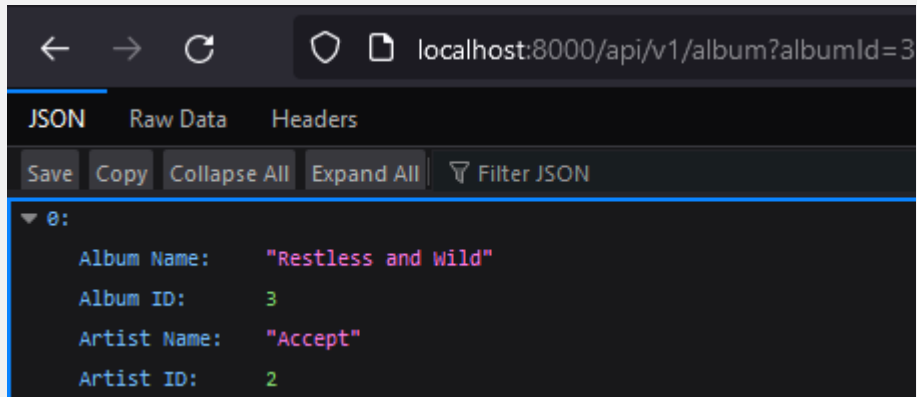 localhost:8000/api/v1/album?albumId=3
JSON Raw Data Headers
Save Copy Collapse All Expand All Filter JSON
0:
Album Name: "Restless and Wild"
Album ID: 3
Artist Name: "Accept"
Artist ID: 2